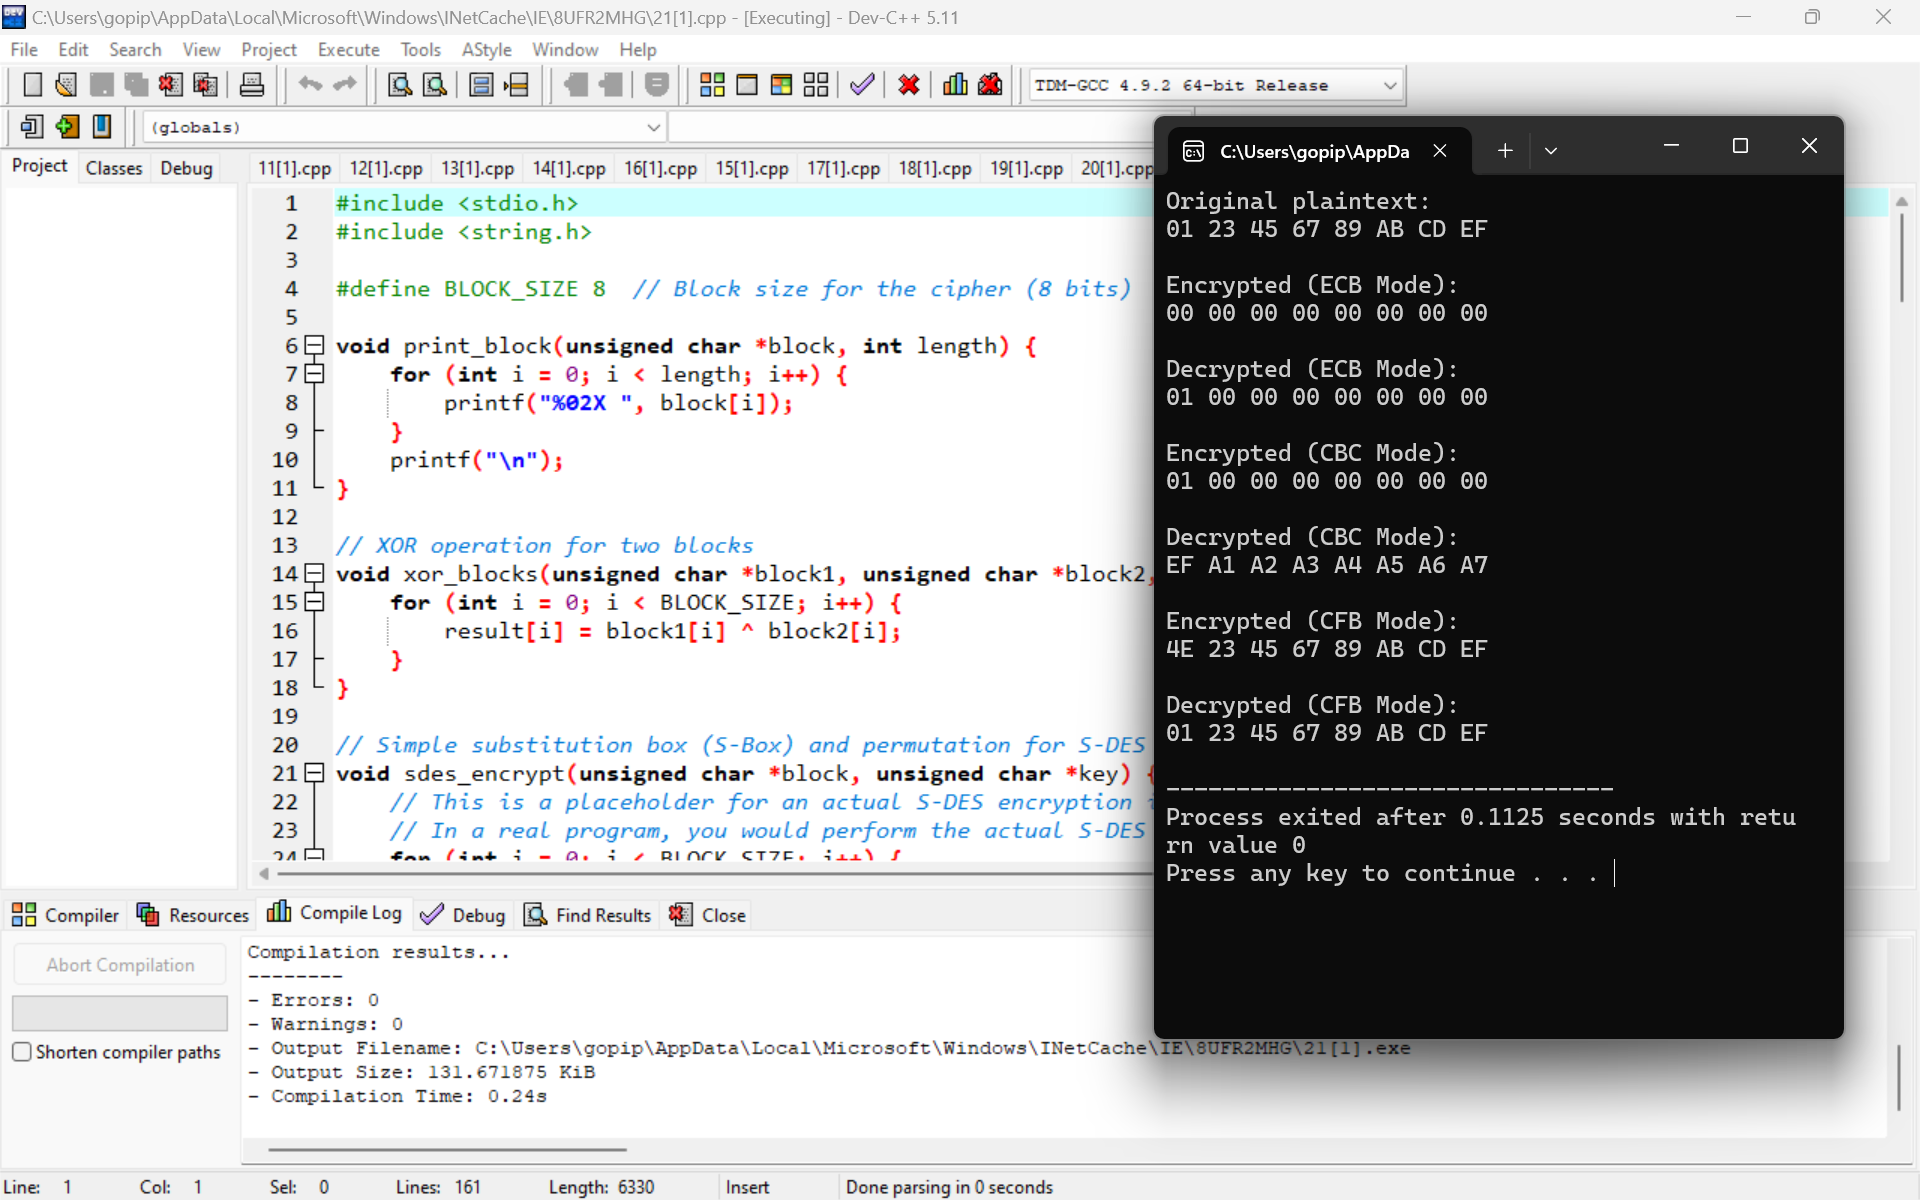 C:\Users\gopip\AppData\Local\Microsoft\Windows\INetCache\IE\8UFR2MHG\21[1].cpp - [Executing] - Dev-C++ 5.11
File Edit Search View Project Execute Tools AStyle Window Help
TDM-GCC 4.9.2 64-bit Release
(globals)
Project Classes Debug
11[1].cpp 12[1].cpp 13[1].cpp 14[1].cpp 16[1].cpp 15[1].cpp 17[1].cpp 18[1].cpp 19[1].cpp 20[1].cpp
1 #include <stdio.h>
2 #include <string.h>
3
4 #define BLOCK_SIZE 8 // Block size for the cipher (8 bits)
5
6 void print_block(unsigned char *block, int length) {
7 for (int i = 0; i < length; i++) {
8 printf("%02X ", block[i]);
9 }
10 printf("\n");
11 }
12
13 // XOR operation for two blocks
14 void xor_blocks(unsigned char *block1, unsigned char *block2,
15 for (int i = 0; i < BLOCK_SIZE; i++) {
16 result[i] = block1[i] ^ block2[i];
17 }
18 }
19
20 // Simple substitution box (S-Box) and permutation for S-DES
21 void sdes_encrypt(unsigned char *block, unsigned char *key) {
22 // This is a placeholder for an actual S-DES encryption
23 // In a real program, you would perform the actual S-DES
24 for (int i = 0; i < BLOCK_SIZE; i++) {
C:\Users\gopip\AppDa
Original plaintext:
01 23 45 67 89 AB CD EF
Encrypted (ECB Mode):
00 00 00 00 00 00 00 00
Decrypted (ECB Mode):
01 00 00 00 00 00 00 00
Encrypted (CBC Mode):
01 00 00 00 00 00 00 00
Decrypted (CBC Mode):
EF A1 A2 A3 A4 A5 A6 A7
Encrypted (CFB Mode):
4E 23 45 67 89 AB CD EF
Decrypted (CFB Mode):
01 23 45 67 89 AB CD EF
--------------------------------
Process exited after 0.1125 seconds with retu
rn value 0
Press any key to continue . . .
Compiler Resources Compile Log Debug Find Results Close
Abort Compilation
Shorten compiler paths
Compilation results...
--------
- Errors: 0
- Warnings: 0
- Output Filename: C:\Users\gopip\AppData\Local\Microsoft\Windows\INetCache\IE\8UFR2MHG\21[1].exe
- Output Size: 131.671875 KiB
- Compilation Time: 0.24s
Line: 1 Col: 1 Sel: 0 Lines: 161 Length: 6330 Insert Done parsing in 0 seconds